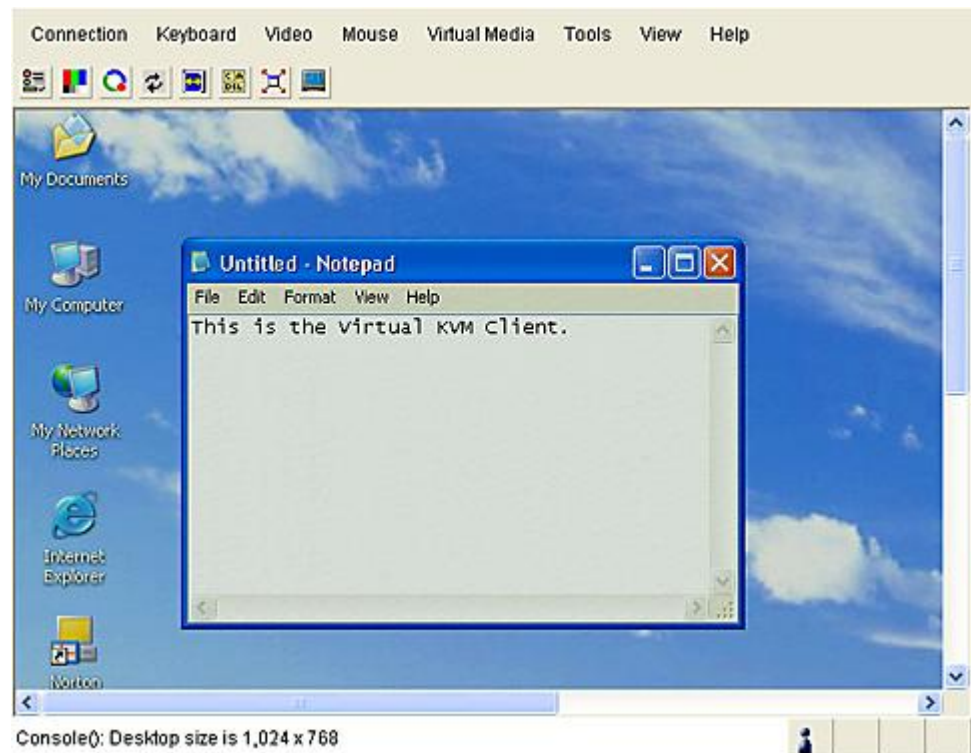 Connection Keyboard Video Mouse Virtual Media Tools View Help
My Documents
My Computer
My Network
Places
Internet
Explorer
Norton
Untitled - Notepad
File Edit Format View Help
This is the Virtual KVM Client.
Console(): Desktop size is 1,024 x 768